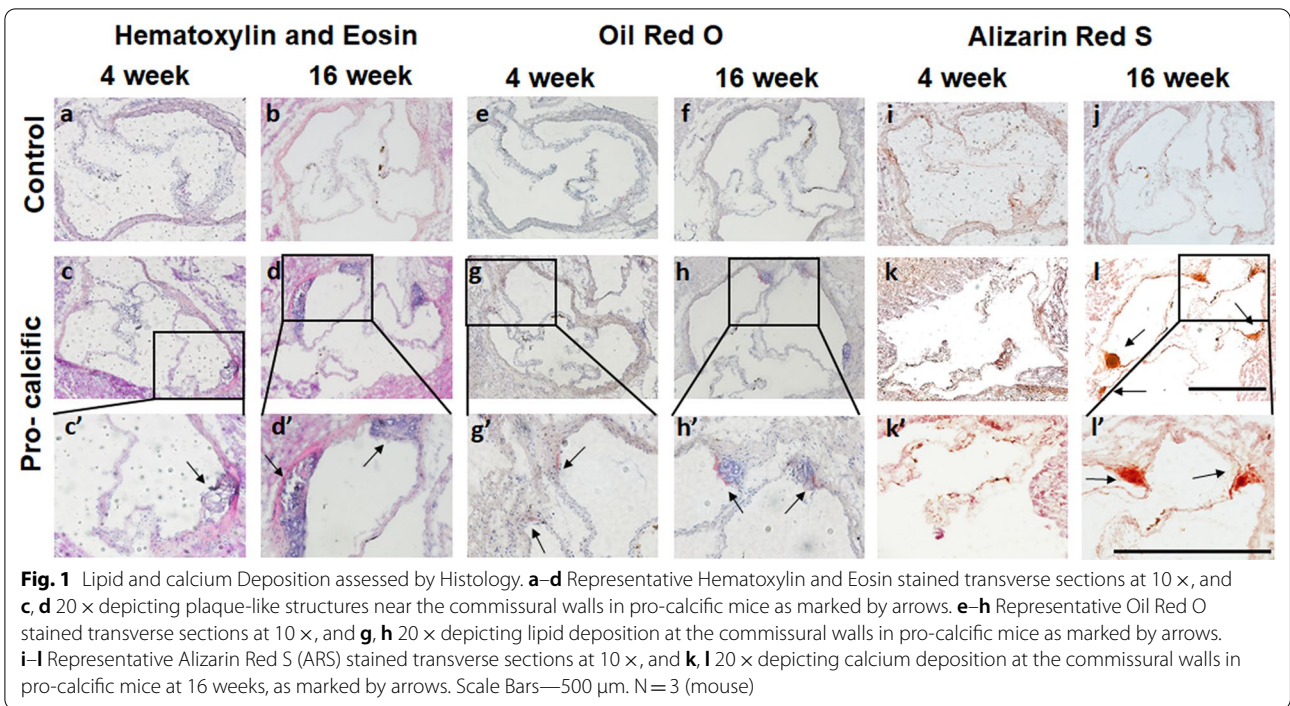 Hematoxylin and Eosin Oil Red O Alizarin Red S
4 week 16 week 4 week 16 week 4 week 16 week
Control
a b e f i j
Pro- calcific
c d g h k l
c' d' g' h' k' l'
Fig. 1 Lipid and calcium Deposition assessed by Histology. a–d Representative Hematoxylin and Eosin stained transverse sections at 10 ×, and
c, d 20 × depicting plaque-like structures near the commissural walls in pro-calcific mice as marked by arrows. e–h Representative Oil Red O
stained transverse sections at 10 ×, and g, h 20 × depicting lipid deposition at the commissural walls in pro-calcific mice as marked by arrows.
i–l Representative Alizarin Red S (ARS) stained transverse sections at 10 ×, and k, l 20 × depicting calcium deposition at the commissural walls in
pro-calcific mice at 16 weeks, as marked by arrows. Scale Bars—500 µm. N = 3 (mouse)